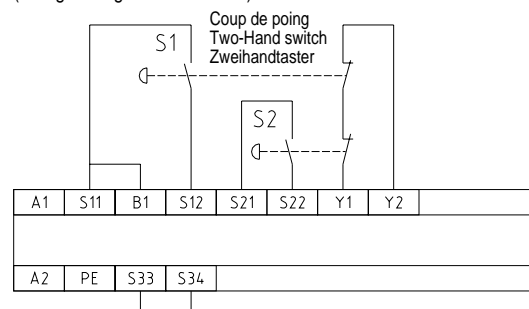 Coup de poing
S1
Two-Hand switch
Zweihandtaster
S2
A1 S11 B1 S12 S21 S22 Y1 Y2
A2 PE S33 S34